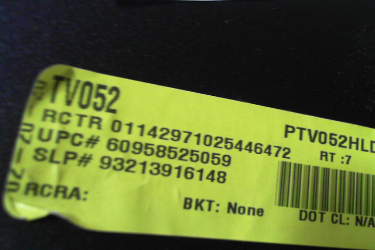 TV052
PTV052HLD
RCTR 01142971025446472
RT :7
UPC# 60958525059
SLP# 93213916148
RCRA:
BKT: None
DOT CL: N/A